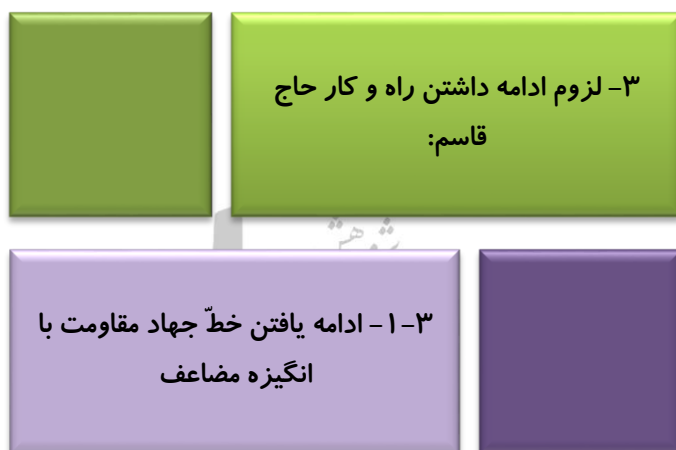 ۳- لزوم ادامه داشتن راه و کار حاج
قاسم:
۳-۱- ادامه یافتن خطّ جهاد مقاومت با
انگیزه مضاعف